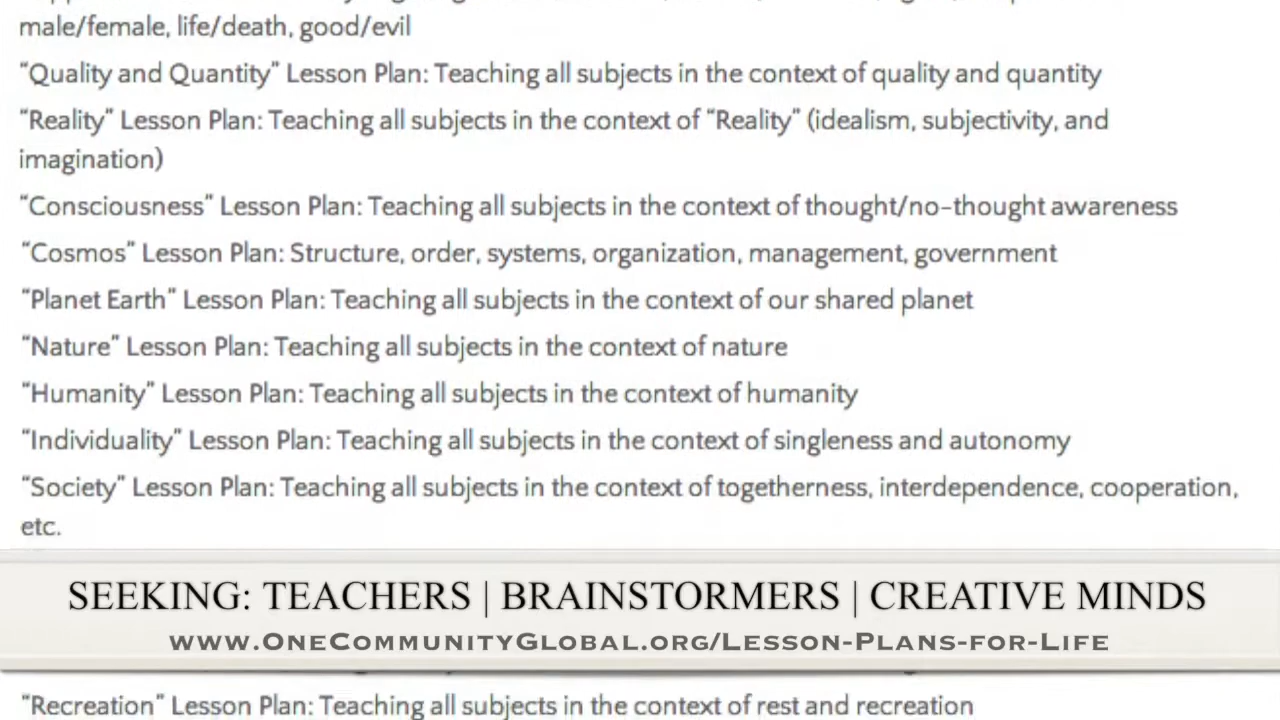 male/female, life/death, good/evil
“Quality and Quantity” Lesson Plan: Teaching all subjects in the context of quality and quantity
“Reality” Lesson Plan: Teaching all subjects in the context of “Reality” (idealism, subjectivity, and
imagination)
“Consciousness” Lesson Plan: Teaching all subjects in the context of thought/no-thought awareness
“Cosmos” Lesson Plan: Structure, order, systems, organization, management, government
“Planet Earth” Lesson Plan: Teaching all subjects in the context of our shared planet
“Nature” Lesson Plan: Teaching all subjects in the context of nature
“Humanity” Lesson Plan: Teaching all subjects in the context of humanity
“Individuality” Lesson Plan: Teaching all subjects in the context of singleness and autonomy
“Society” Lesson Plan: Teaching all subjects in the context of togetherness, interdependence, cooperation,
etc.
SEEKING: TEACHERS | BRAINSTORMERS | CREATIVE MINDS
www.OneCommunityGlobal.org/Lesson-Plans-for-Life
“Recreation” Lesson Plan: Teaching all subjects in the context of rest and recreation